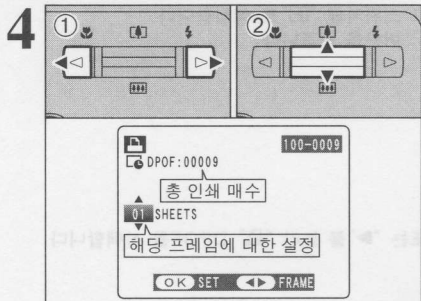 4
① ②
100-0009
DPOF:00009
총 인쇄 매수
01 SHEETS
해당 프레임에 대한 설정
OK SET ◀▶ FRAME